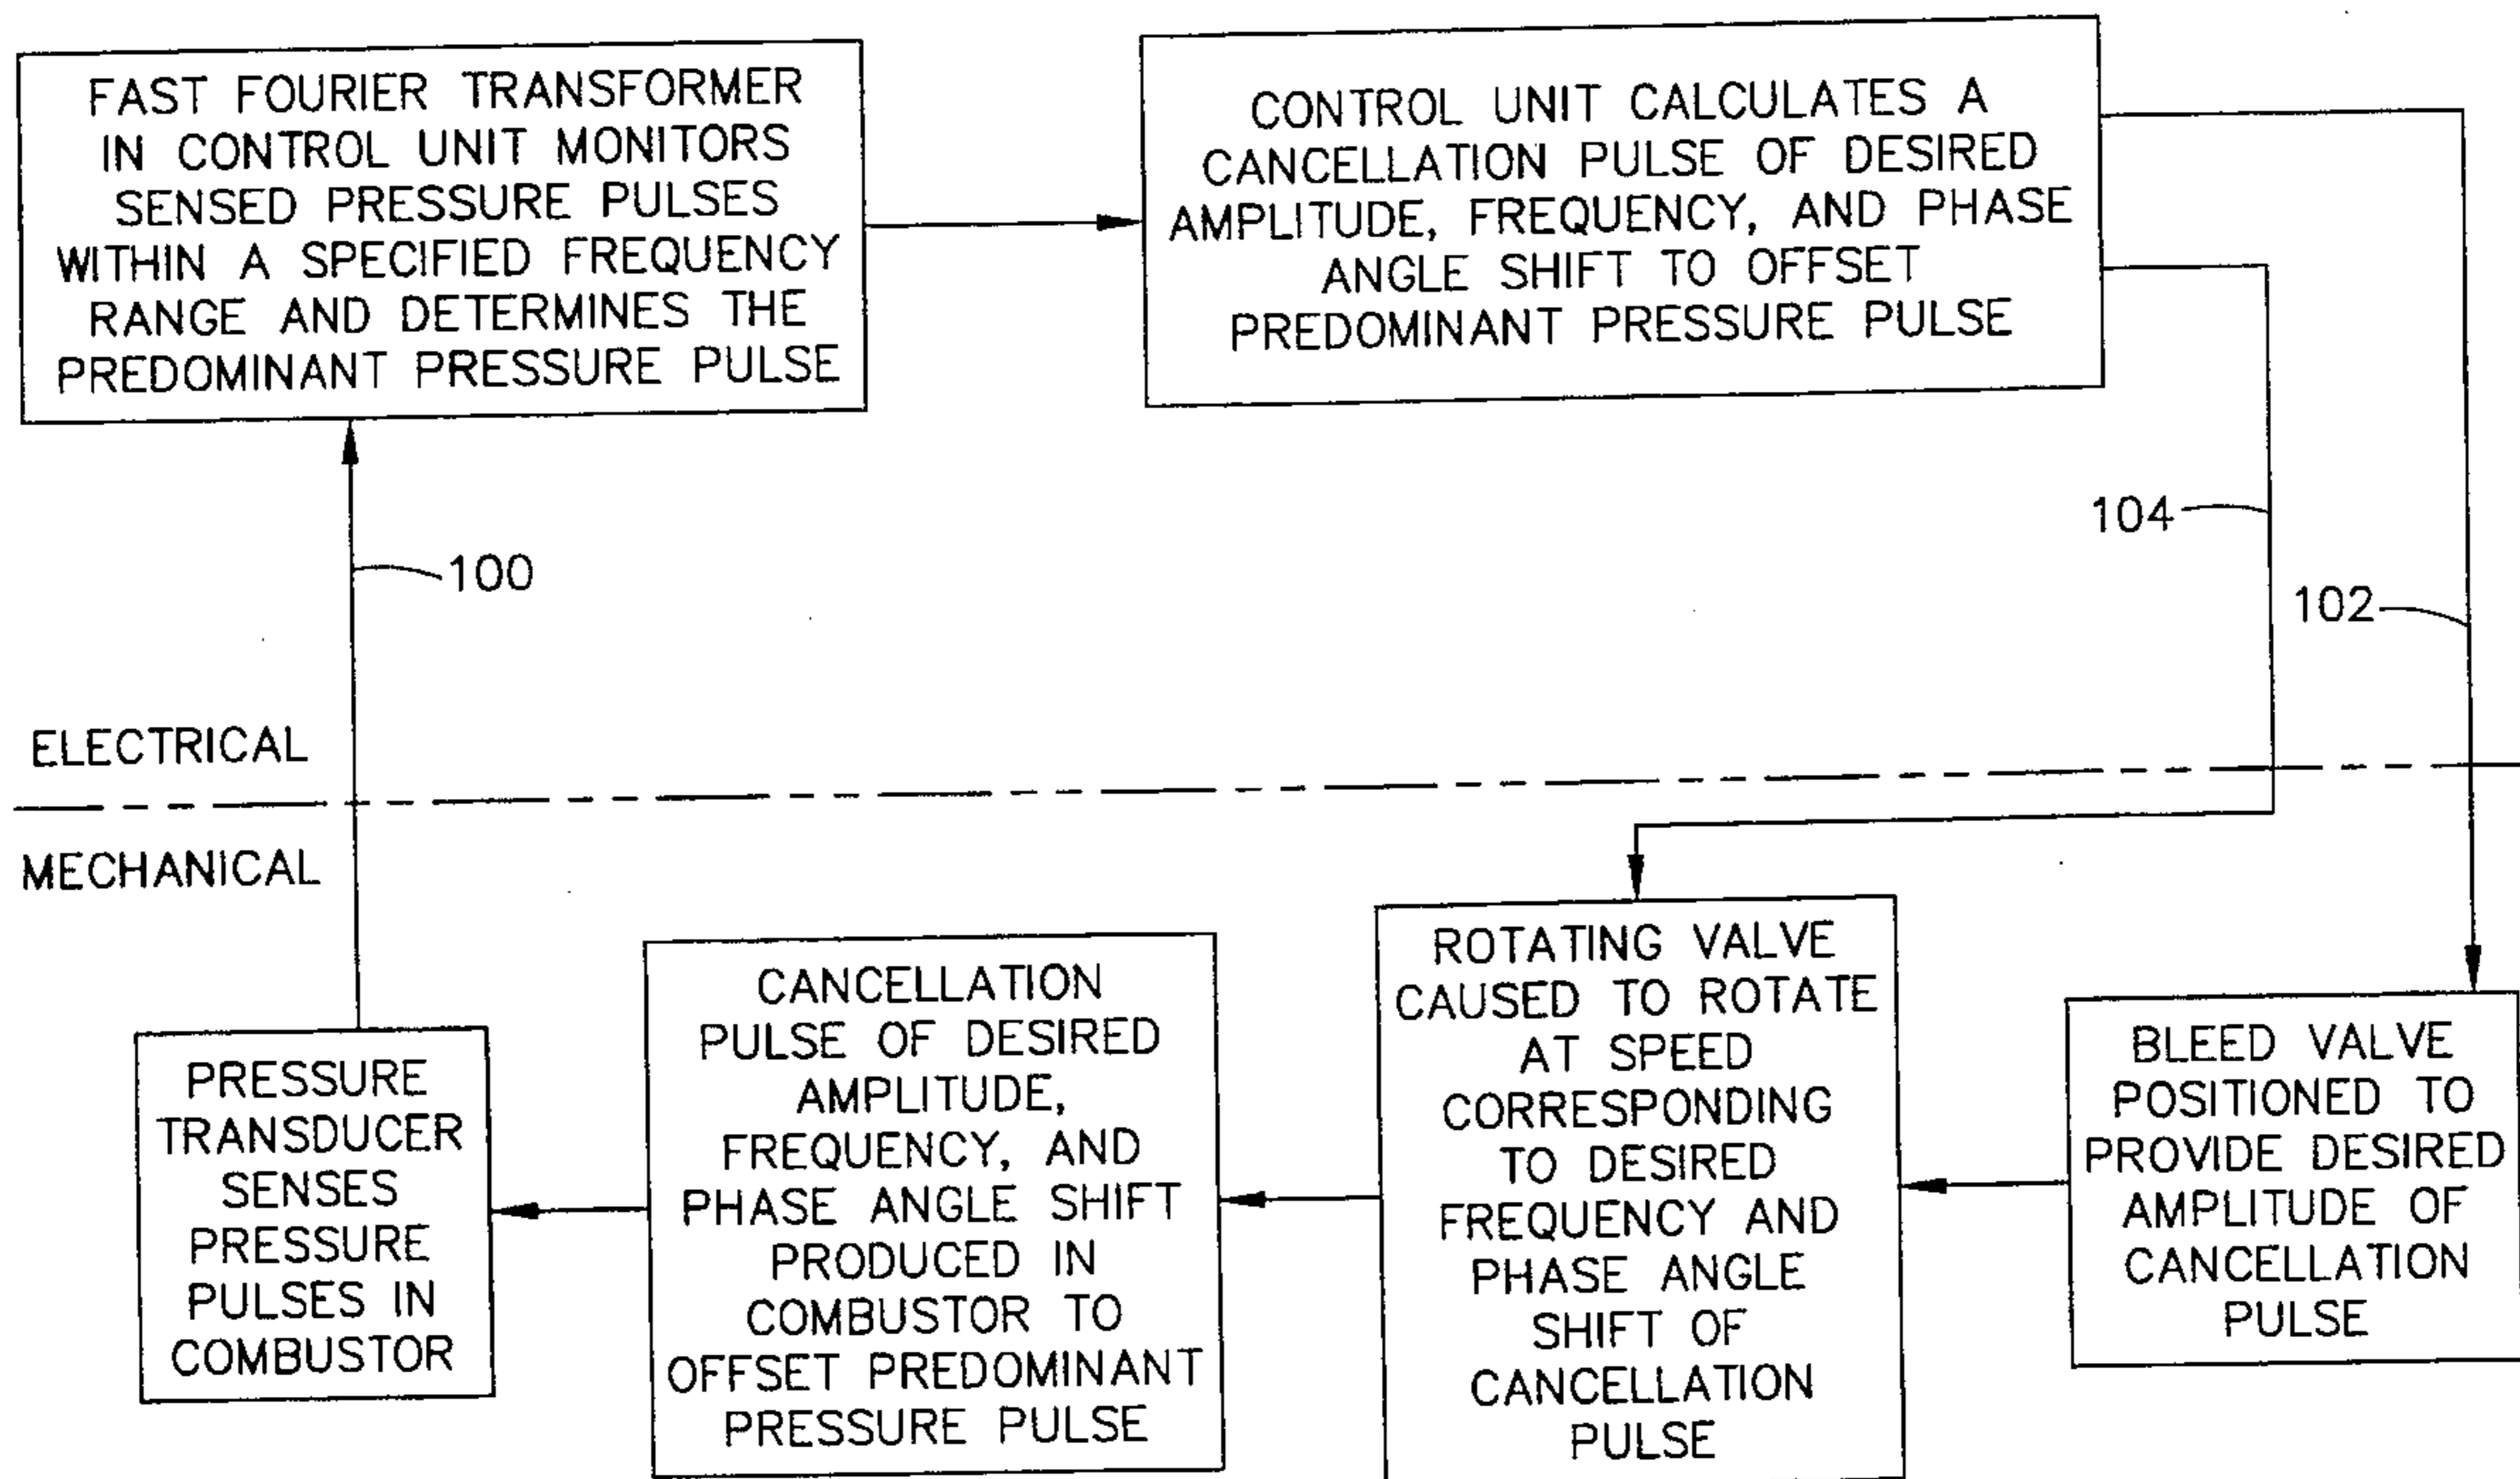 FAST FOURIER TRANSFORMER
IN CONTROL UNIT MONITORS
SENSED PRESSURE PULSES
WITHIN A SPECIFIED FREQUENCY
RANGE AND DETERMINES THE
PREDOMINANT PRESSURE PULSE
CONTROL UNIT CALCULATES A
CANCELLATION PULSE OF DESIRED
AMPLITUDE, FREQUENCY, AND PHASE
ANGLE SHIFT TO OFFSET
PREDOMINANT PRESSURE PULSE
104
100
102
ELECTRICAL
MECHANICAL
PRESSURE
TRANSDUCER
SENSES
PRESSURE
PULSES IN
COMBUSTOR
CANCELLATION
PULSE OF DESIRED
AMPLITUDE,
FREQUENCY, AND
PHASE ANGLE SHIFT
PRODUCED IN
COMBUSTOR TO
OFFSET PREDOMINANT
PRESSURE PULSE
ROTATING VALVE
CAUSED TO ROTATE
AT SPEED
CORRESPONDING
TO DESIRED
FREQUENCY AND
PHASE ANGLE
SHIFT OF
CANCELLATION
PULSE
BLEED VALVE
POSITIONED TO
PROVIDE DESIRED
AMPLITUDE OF
CANCELLATION
PULSE